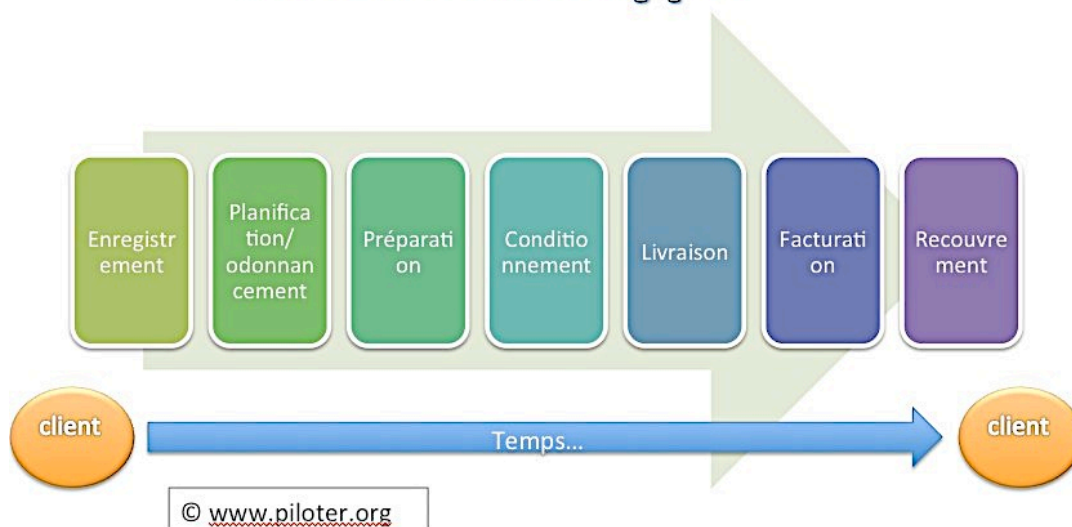 Enregistr
ement
Planifica
tion/
odonnan
cement
Préparati
on
Conditio
nnement
Livraison
Facturati
on
Recouvre
ment
client
Temps...
client
© www.piloter.org